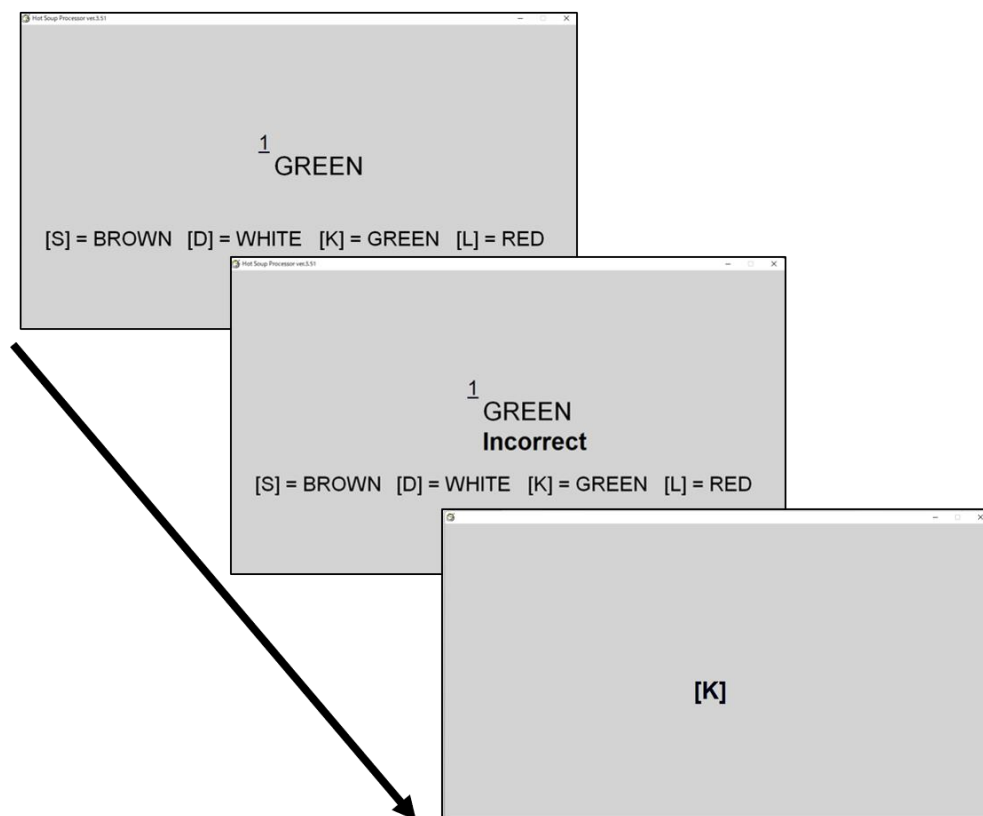 Hot Soup Processor ver.3.51
1
GREEN
[S] = BROWN [D] = WHITE [K] = GREEN [L] = RED
Hot Soup Processor ver.3.51
1
GREEN
Incorrect
[S] = BROWN [D] = WHITE [K] = GREEN [L] = RED
[K]